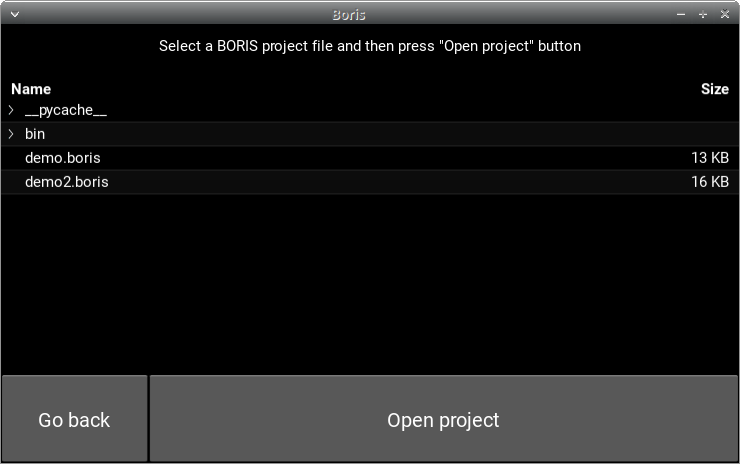 Boris
Select a BORIS project file and then press "Open project" button
Name Size
__pycache__
bin
demo.boris 13 KB
demo2.boris 16 KB
Go back Open project